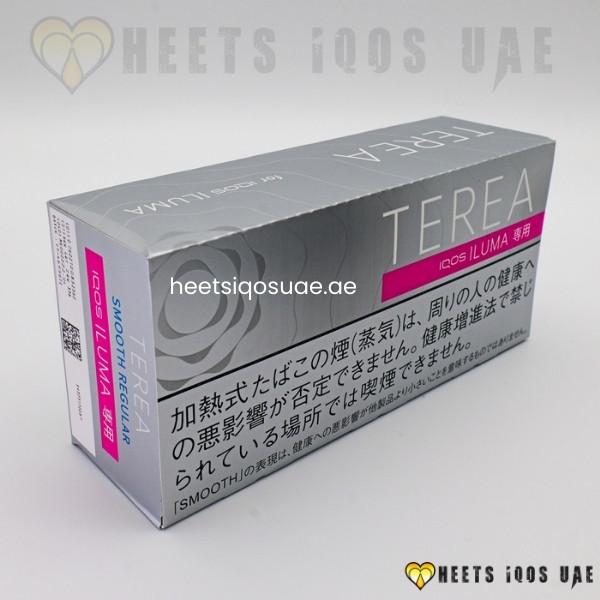 HEETS iQOS UAE
TEREA
for IQOS ILUMA
TEREA
IQOS ILUMA 専用
heetsiqosuae.ae
加熱式たばこの煙(蒸気)は、周りの人の健康へ
の悪影響が否定できません。健康増進法で禁じ
られている場所では喫煙できません。
「SMOOTH」の表現は、健康への悪影響が他製品より小さいことを意味するものではありません。
TEREA
SMOOTH REGULAR
IQOS ILUMA 専用
HEETS iQOS UAE